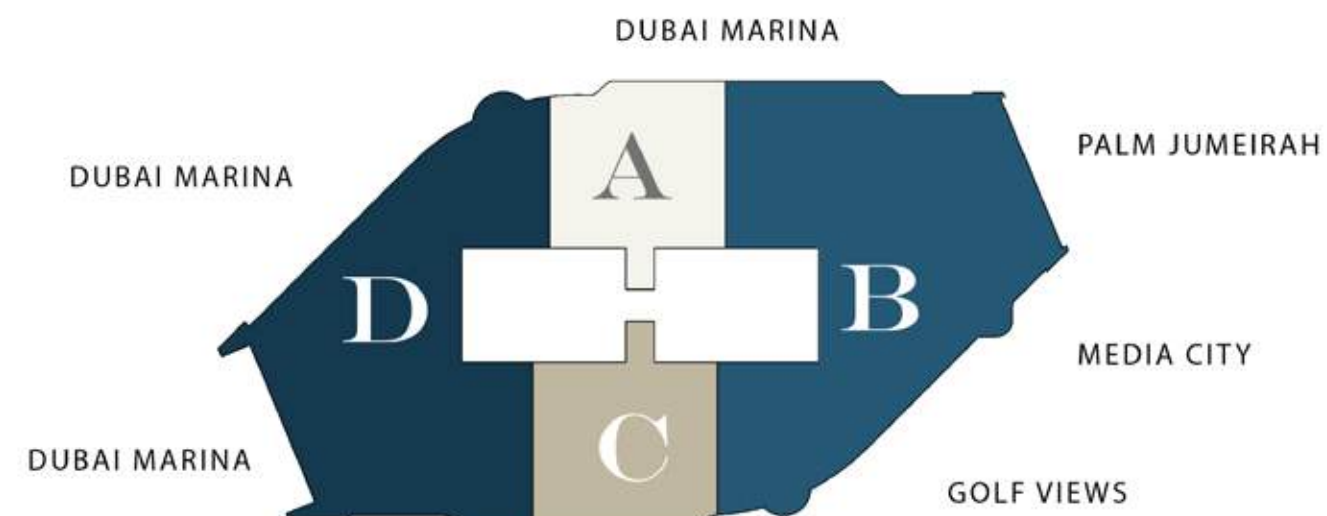 DUBAI MARINA
PALM JUMEIRAH
A
DUBAI MARINA
D
B
MEDIA CITY
C
DUBAI MARINA
GOLF VIEWS